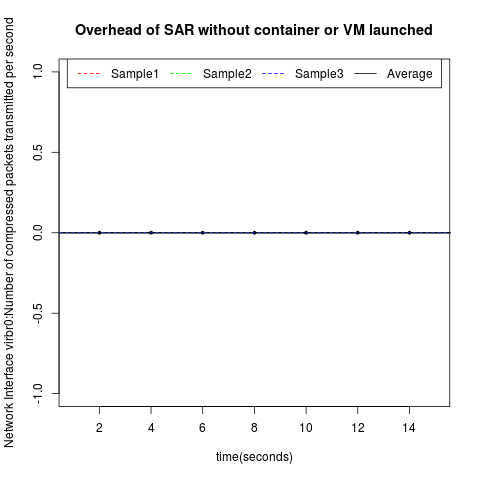 Overhead of SAR without container or VM launched
Sample1 Sample2 Sample3 Average
Network Interface virbr0:Number of compressed packets transmitted per second
1.0
0.5
0.0
-0.5
-1.0
2 4 6 8 10 12 14
time(seconds)